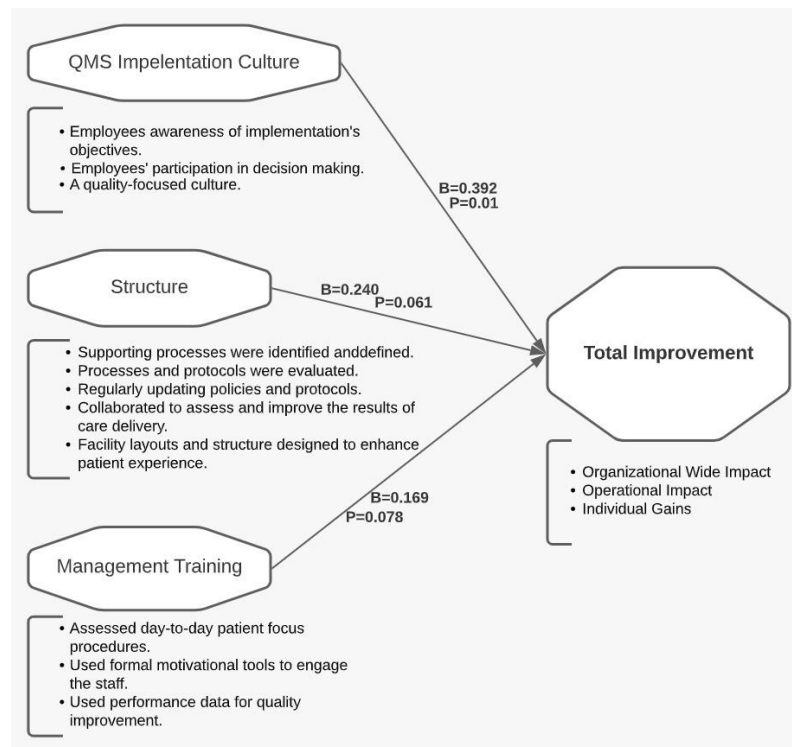 QMS Impelentation Culture
• Employees awareness of implementation's
objectives.
• Employees' participation in decision making.
• A quality-focused culture.
B=0.392
P=0.01
Structure
B=0.240
P=0.061
• Supporting processes were identified anddefined.
• Processes and protocols were evaluated.
• Regularly updating policies and protocols.
• Collaborated to assess and improve the results of
care delivery.
• Facility layouts and structure designed to enhance
patient experience.
Total Improvement
• Organizational Wide Impact
• Operational Impact
• Individual Gains
B=0.169
P=0.078
Management Training
• Assessed day-to-day patient focus
procedures.
• Used formal motivational tools to engage
the staff.
• Used performance data for quality
improvement.